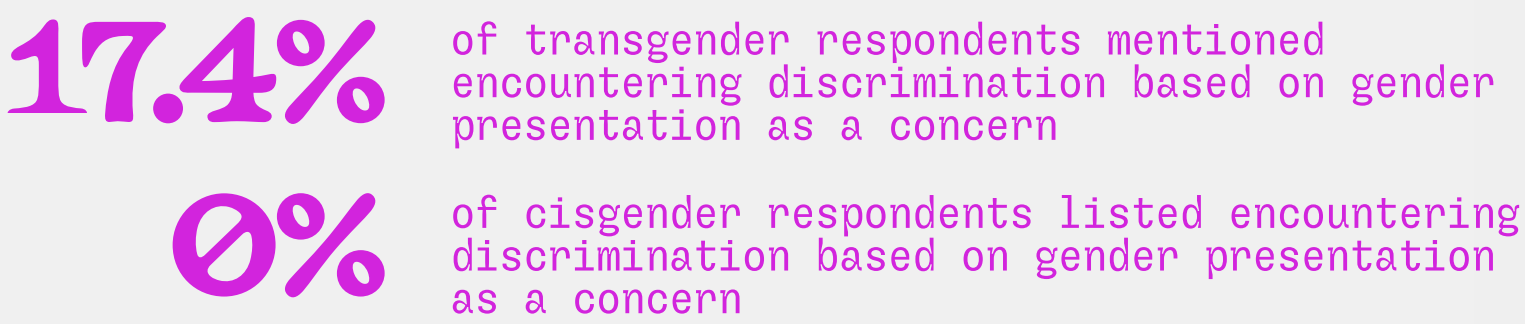 17.4% of transgender respondents mentioned
encountering discrimination based on gender
presentation as a concern
0% of cisgender respondents listed encountering
discrimination based on gender presentation
as a concern